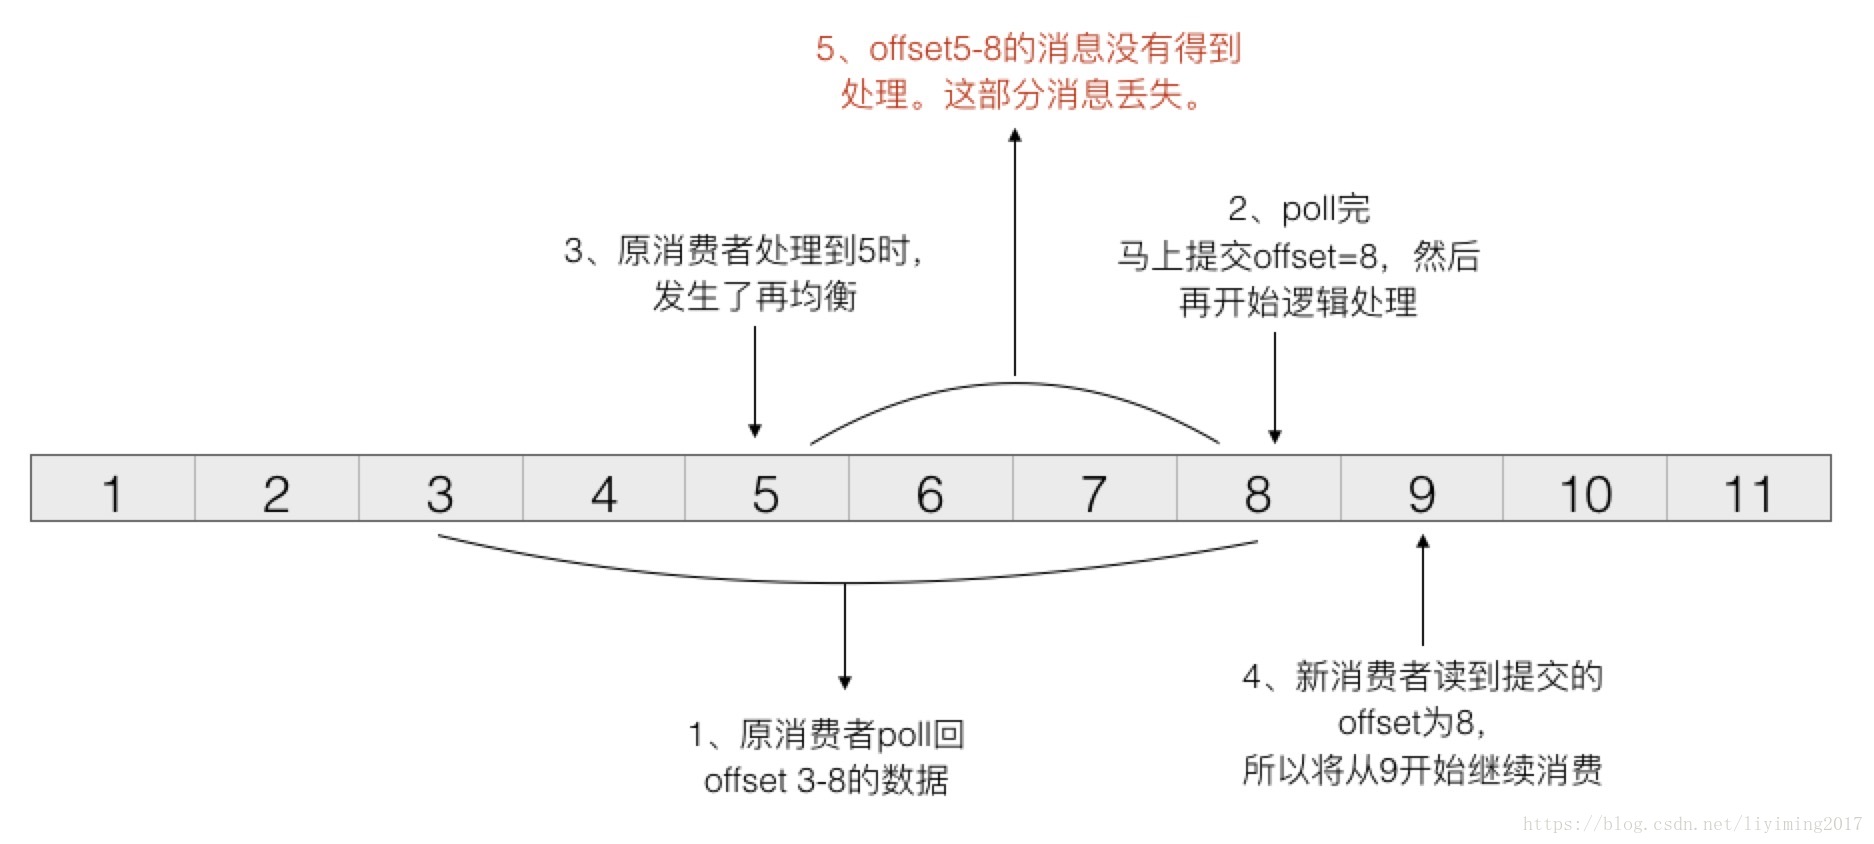 5、offset5-8的消息没有得到
处理。这部分消息丢失。
2、poll完
马上提交offset=8，然后
再开始逻辑处理
3、原消费者处理到5时，
发生了再均衡
1 2 3 4 5 6 7 8 9 10 11
1、原消费者poll回
offset 3-8的数据
4、新消费者读到提交的
offset为8，
所以将从9开始继续消费
https://blog.csdn.net/liyiming2017